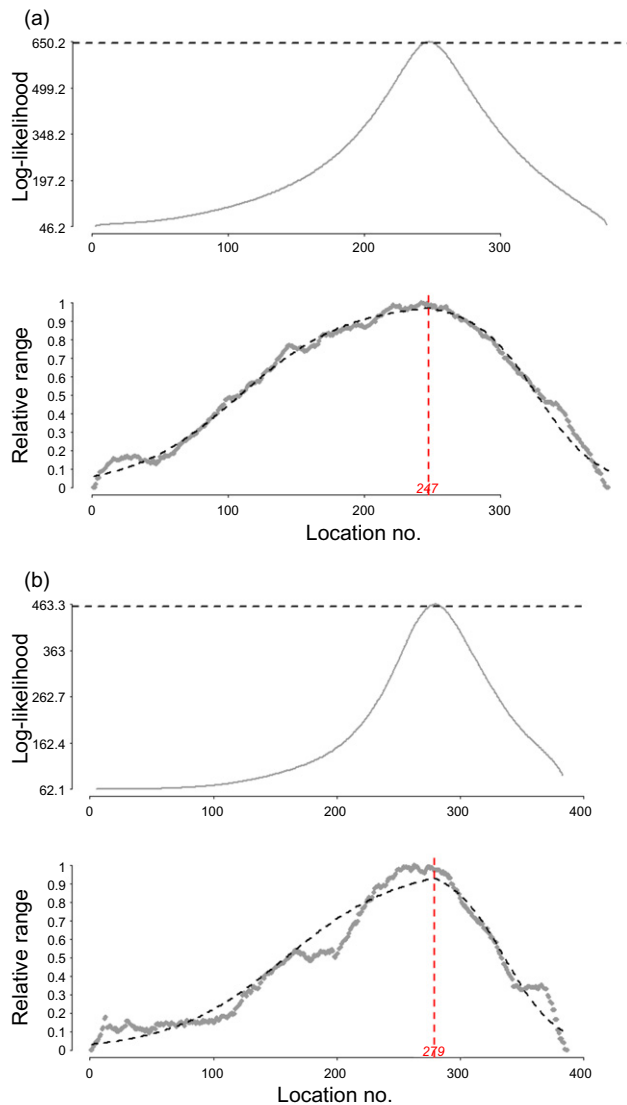 (a)
Log-likelihood
650.2
499.2
348.2
197.2
46.2
0 100 200 300
Relative range
1
0.9
0.8
0.7
0.6
0.5
0.4
0.3
0.2
0.1
0
247
0 100 200 300
Location no.
(b)
Log-likelihood
463.3
363
262.7
162.4
62.1
0 100 200 300 400
Relative range
1
0.9
0.8
0.7
0.6
0.5
0.4
0.3
0.2
0.1
0
279
0 100 200 300 400
Location no.